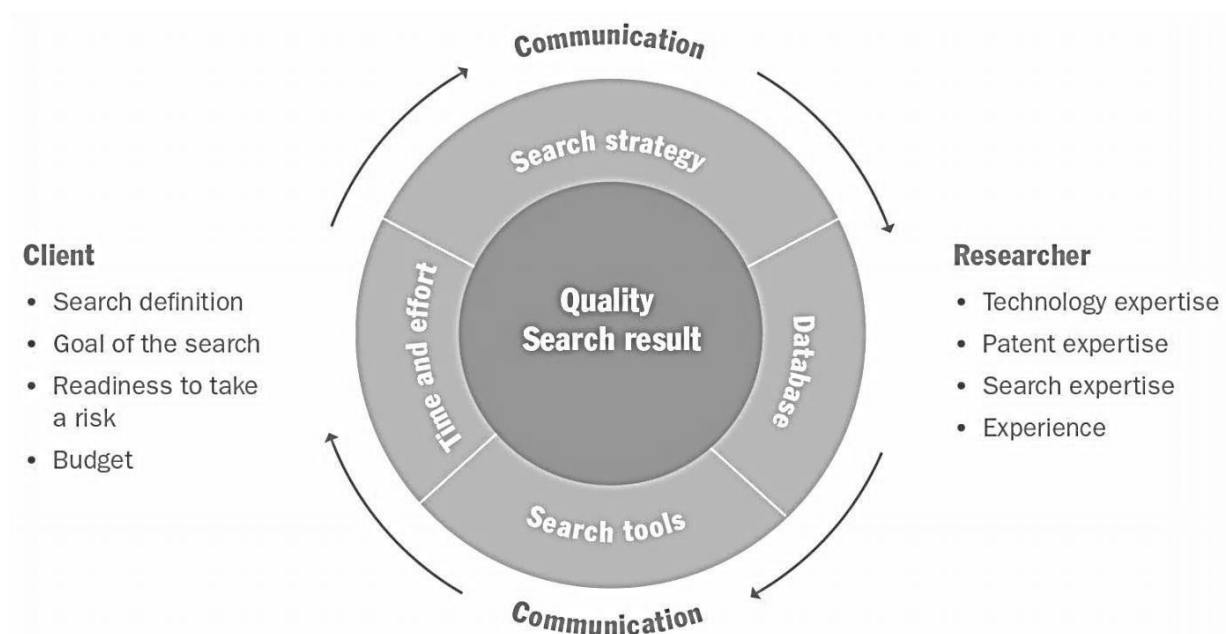 Communication
Search strategy
Client
• Search definition
• Goal of the search
• Readiness to take
a risk
• Budget
Time and effort
Quality
Search result
Database
Researcher
• Technology expertise
• Patent expertise
• Search expertise
• Experience
Search tools
Communication